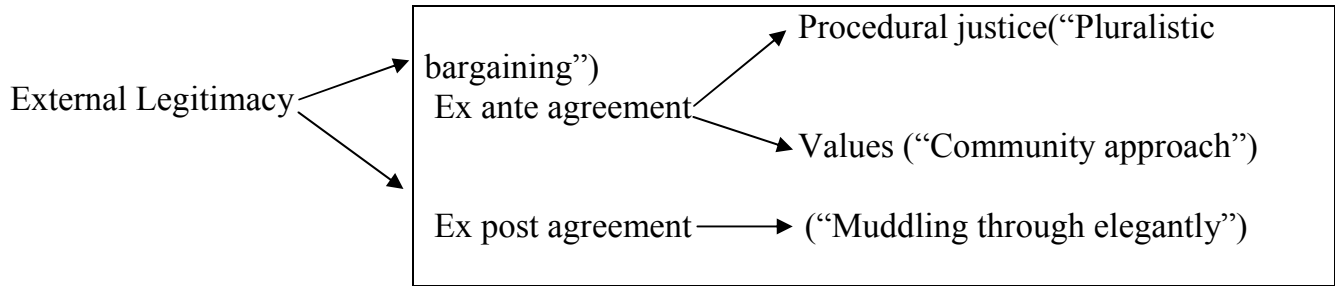 Procedural justice(“Pluralistic
bargaining”)
External Legitimacy
Ex ante agreement
Values (“Community approach”)
Ex post agreement
(“Muddling through elegantly”)